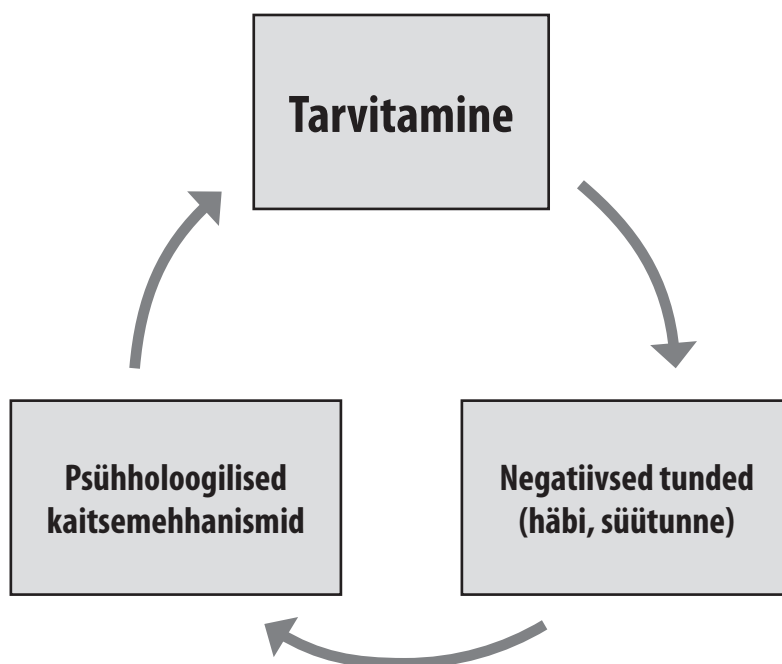 Tarvitamine
Negatiivsed tunded
(häbi, süütunne)
Psühholoogilised
kaitsemehhanismid